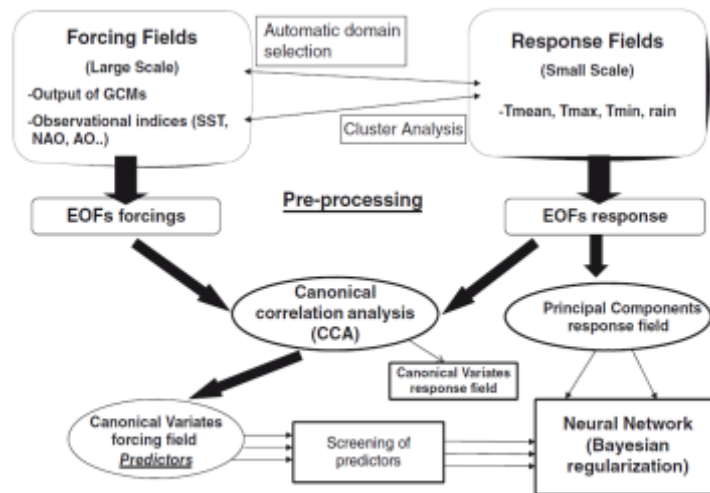 Forcing Fields
(Large Scale)
-Output of GCMs
-Observational indices (SST,
NAO, AO..)
Automatic domain
selection
Cluster Analysis
Response Fields
(Small Scale)
-Tmean, Tmax, Tmin, rain
EOFs forcings
Pre-processing
EOFs response
Canonical
correlation analysis
(CCA)
Principal Components
response field
Canonical Variates
response field
Canonical Variates
forcing field
Predictors
Screening of
predictors
Neural Network
(Bayesian
regularization)